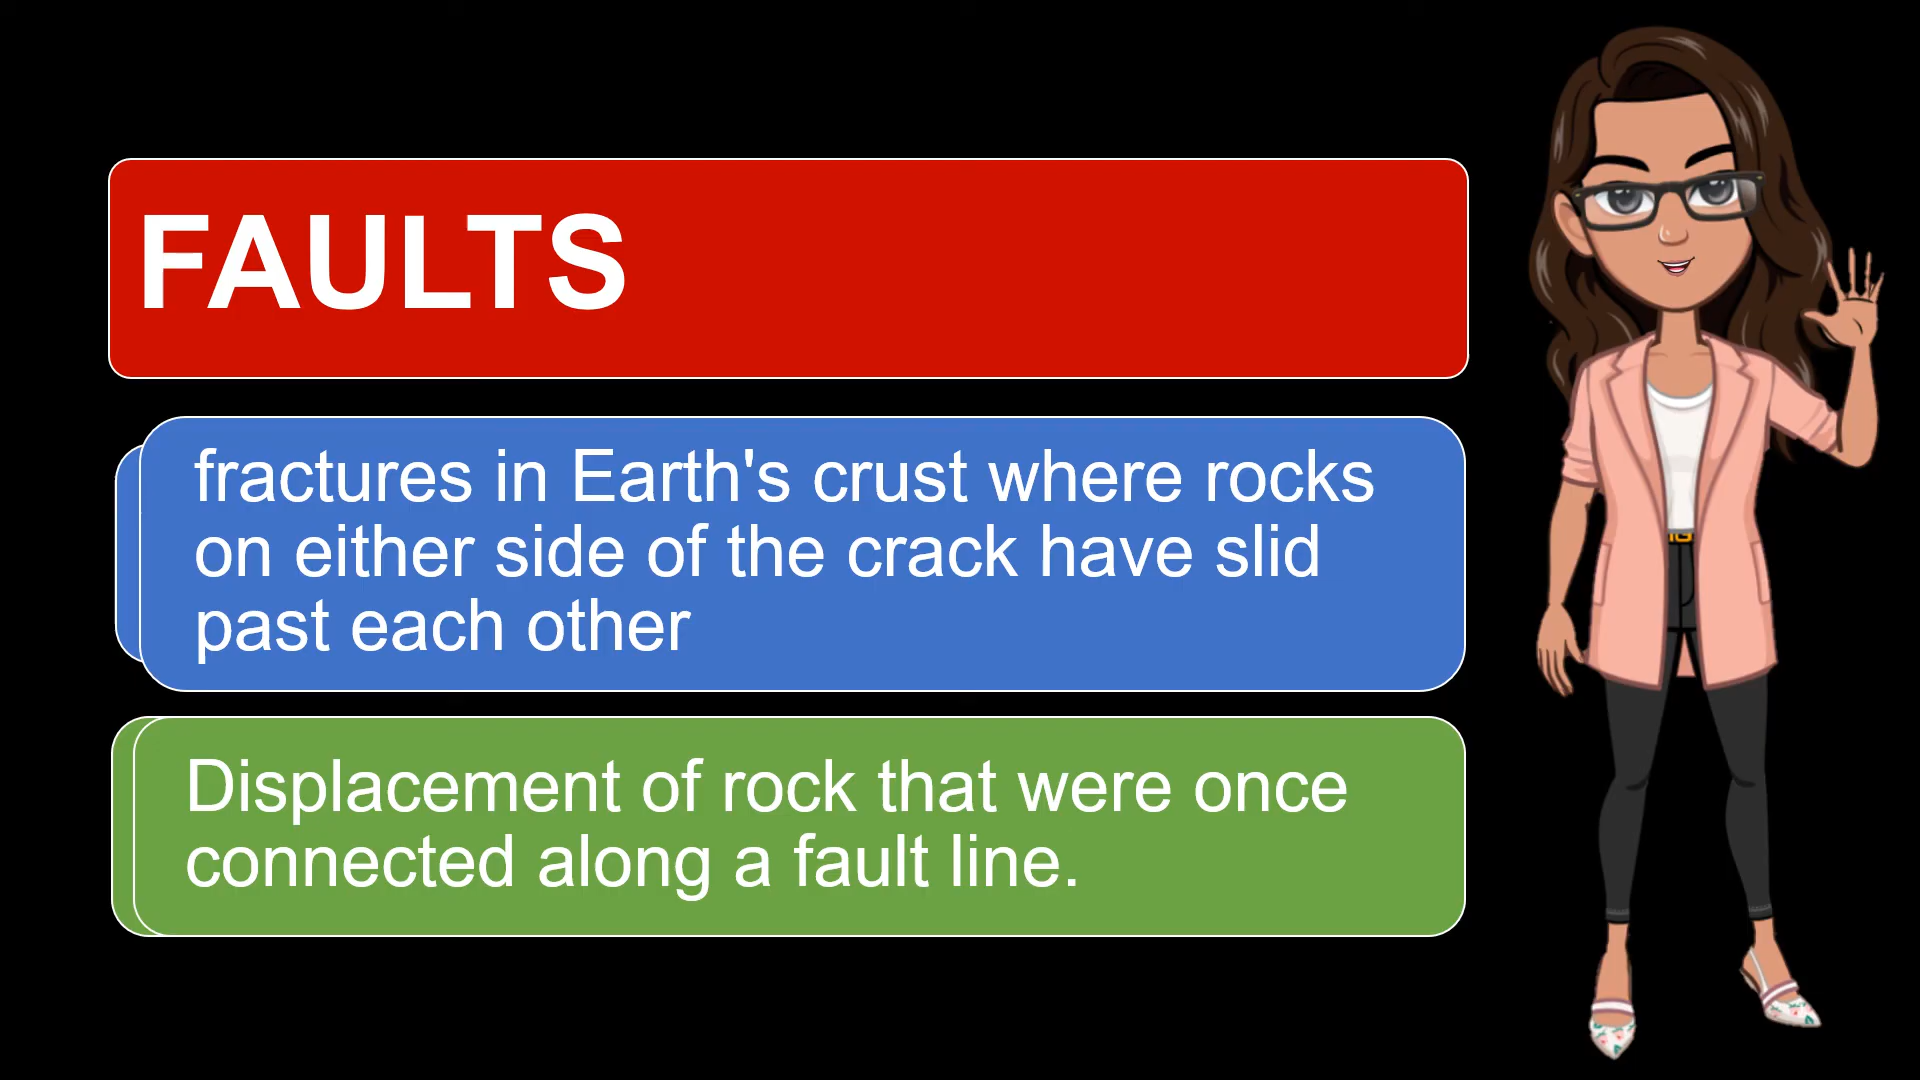 FAULTS
fractures in Earth's crust where rocks
on either side of the crack have slid
past each other
Displacement of rock that were once
connected along a fault line.